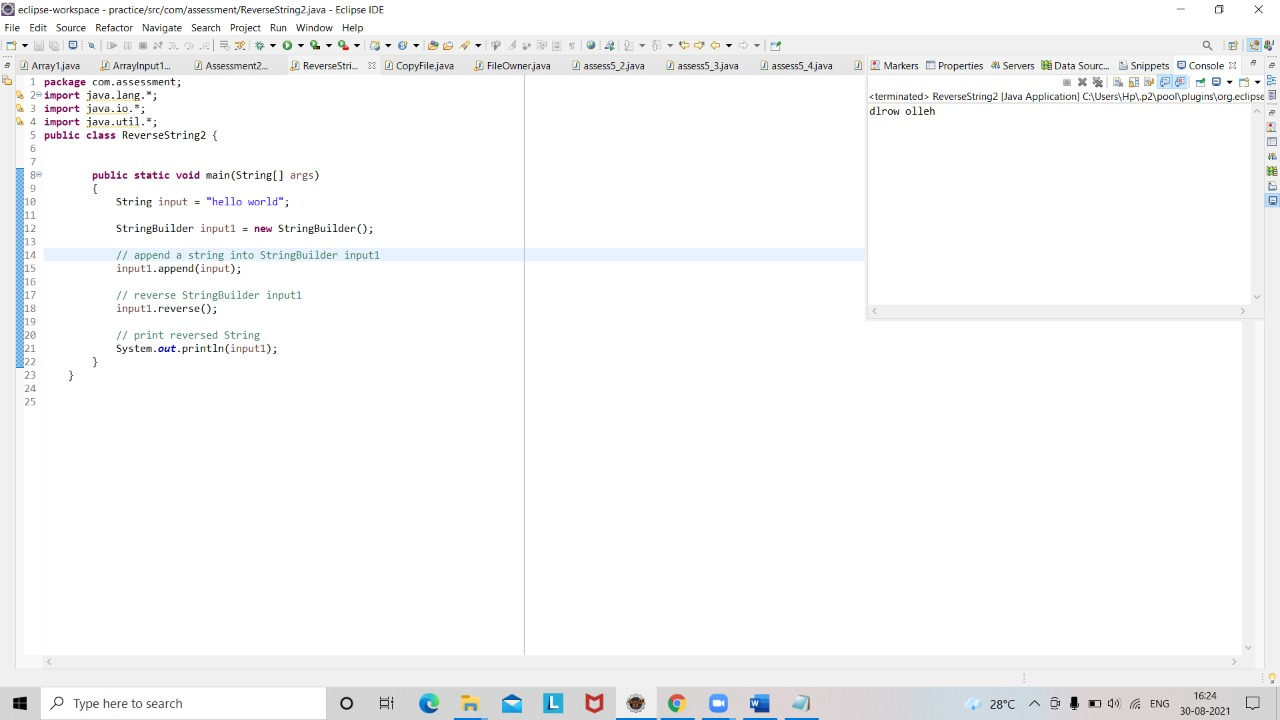 eclipse-workspace - practice/src/com/assessment/ReverseString2.java - Eclipse IDE
File Edit Source Refactor Navigate Search Project Run Window Help
Array1.java ArrayInput1... Assessment2... ReverseStri... CopyFile.java FileOwner.java assess5_2.java assess5_3.java assess5_4.java Markers Properties Servers Data Sourc... Snippets Console
<terminated> ReverseString2 [Java Application] C:\Users\Hp\.p2\pool\plugins\org.eclipse
dlrow olleh
1 package com.assessment;
2 import java.lang.*;
3 import java.io.*;
4 import java.util.*;
5 public class ReverseString2 {
6
7
8 public static void main(String[] args)
9 {
10 String input = "hello world";
11
12 StringBuilder input1 = new StringBuilder();
13
14 // append a string into StringBuilder input1
15 input1.append(input);
16
17 // reverse StringBuilder input1
18 input1.reverse();
19
20 // print reversed String
21 System.out.println(input1);
22 }
23 }
24
25
Type here to search
28°C
ENG
16:24
30-08-2021